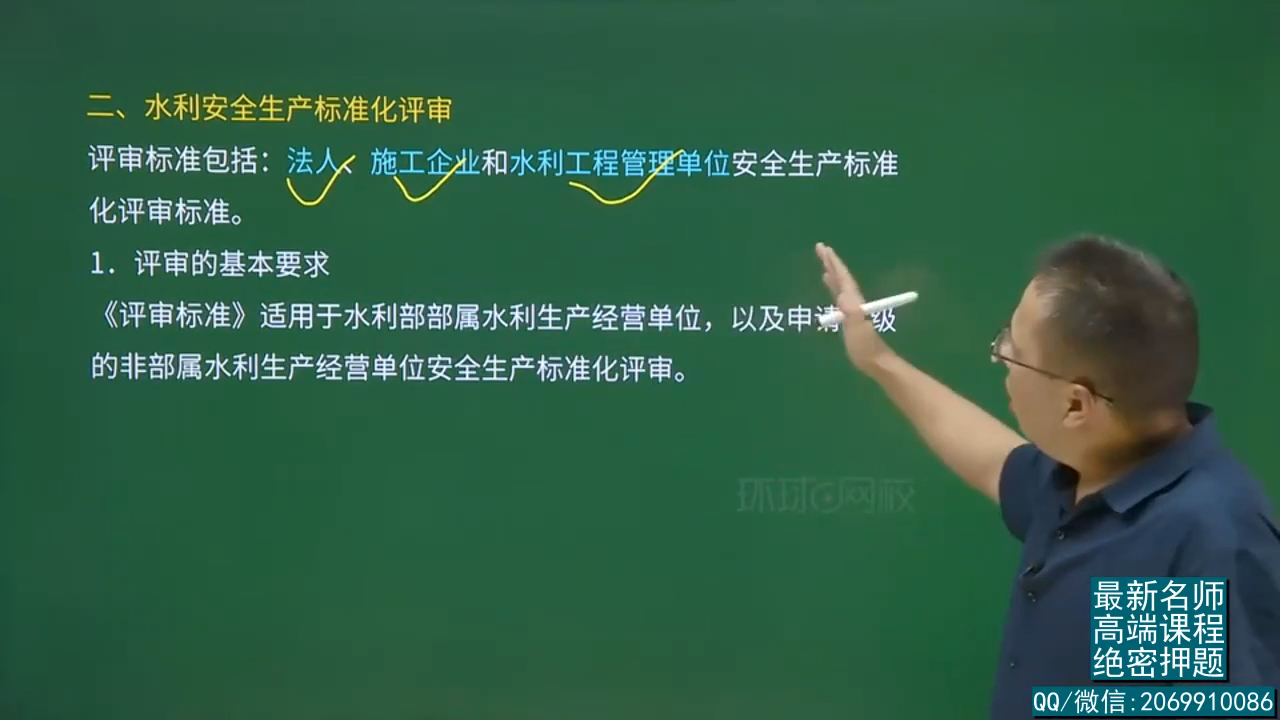 二、水利安全生产标准化评审
评审标准包括：法人、施工企业和水利工程管理单位安全生产标准
化评审标准。
1．评审的基本要求
《评审标准》适用于水利部部属水利生产经营单位，以及申请 级
的非部属水利生产经营单位安全生产标准化评审。
环球网校
最新名师
高端课程
绝密押题
QQ/微信:2069910086